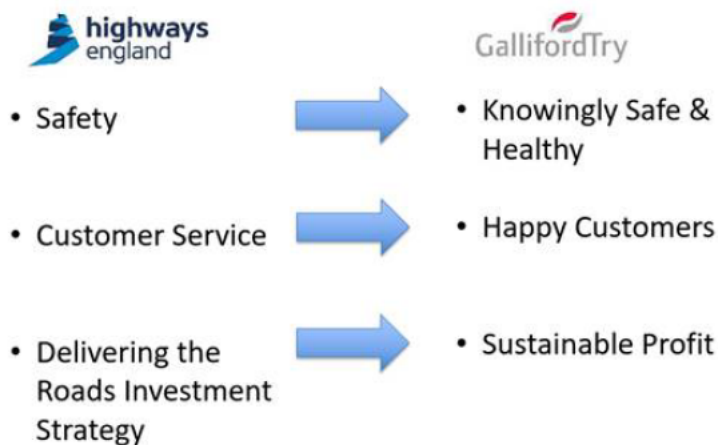 highways
england
GallifordTry
• Safety
• Knowingly Safe &
Healthy
• Customer Service
• Happy Customers
• Delivering the
Roads Investment
Strategy
• Sustainable Profit